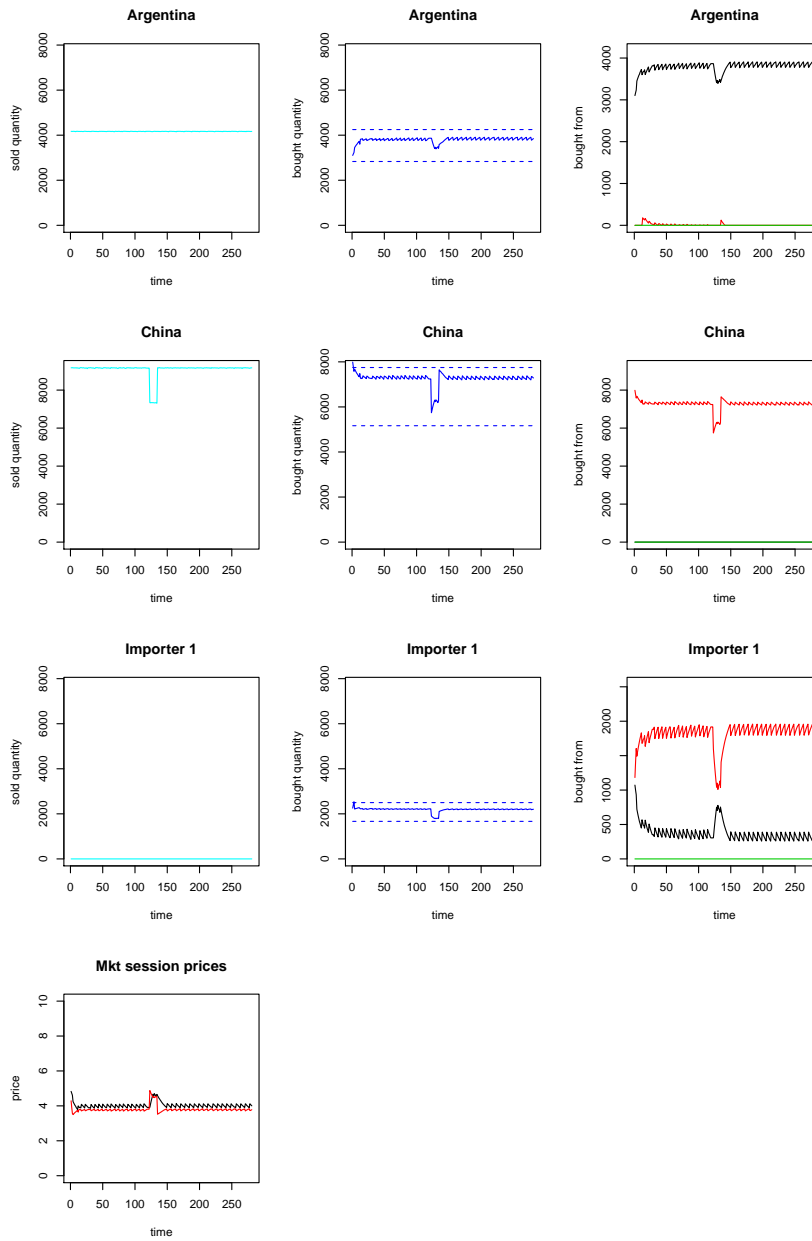 Argentina
sold quantity
0 2000 4000 6000 8000
0 50 100 150 200 250
time
Argentina
bought quantity
0 2000 4000 6000 8000
0 50 100 150 200 250
time
Argentina
bought from
0 1000 2000 3000 4000
0 50 100 150 200 250
time
China
sold quantity
0 2000 4000 6000 8000
0 50 100 150 200 250
time
China
bought quantity
0 2000 4000 6000 8000
0 50 100 150 200 250
time
China
bought from
0 2000 4000 6000 8000
0 50 100 150 200 250
time
Importer 1
sold quantity
0 2000 4000 6000 8000
0 50 100 150 200 250
time
Importer 1
bought quantity
0 2000 4000 6000 8000
0 50 100 150 200 250
time
Importer 1
bought from
0 500 1000 2000
0 50 100 150 200 250
time
Mkt session prices
price
0 2 4 6 8 10
0 50 100 150 200 250
time